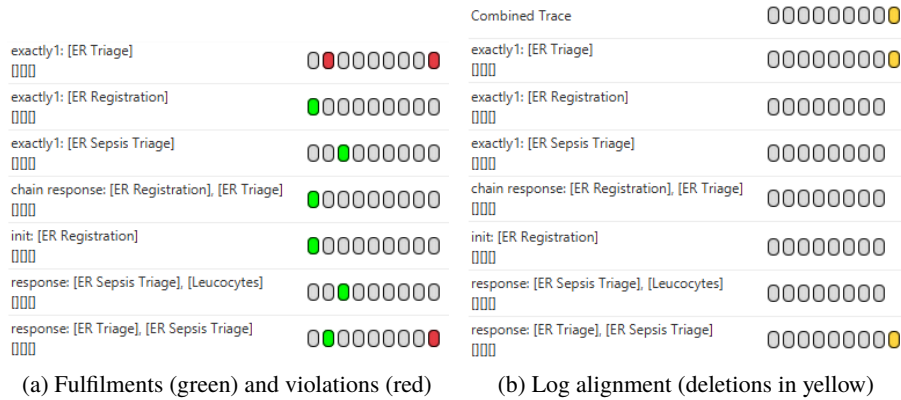 exactly1: [ER Triage]
[][][]
exactly1: [ER Registration]
[][][]
exactly1: [ER Sepsis Triage]
[][][]
chain response: [ER Registration], [ER Triage]
[][][]
init: [ER Registration]
[][][]
response: [ER Sepsis Triage], [Leucocytes]
[][][]
response: [ER Triage], [ER Sepsis Triage]
[][][]
(a) Fulfilments (green) and violations (red)
Combined Trace
exactly1: [ER Triage]
[][][]
exactly1: [ER Registration]
[][][]
exactly1: [ER Sepsis Triage]
[][][]
chain response: [ER Registration], [ER Triage]
[][][]
init: [ER Registration]
[][][]
response: [ER Sepsis Triage], [Leucocytes]
[][][]
response: [ER Triage], [ER Sepsis Triage]
[][][]
(b) Log alignment (deletions in yellow)